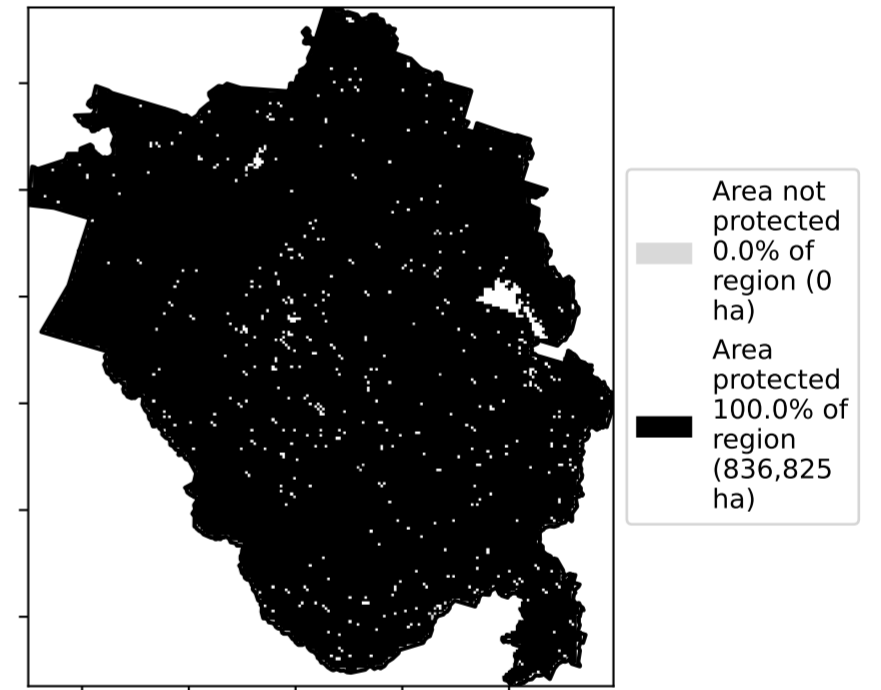 Area not
protected
0.0% of
region (0
ha)
Area
protected
100.0% of
region
(836,825
ha)